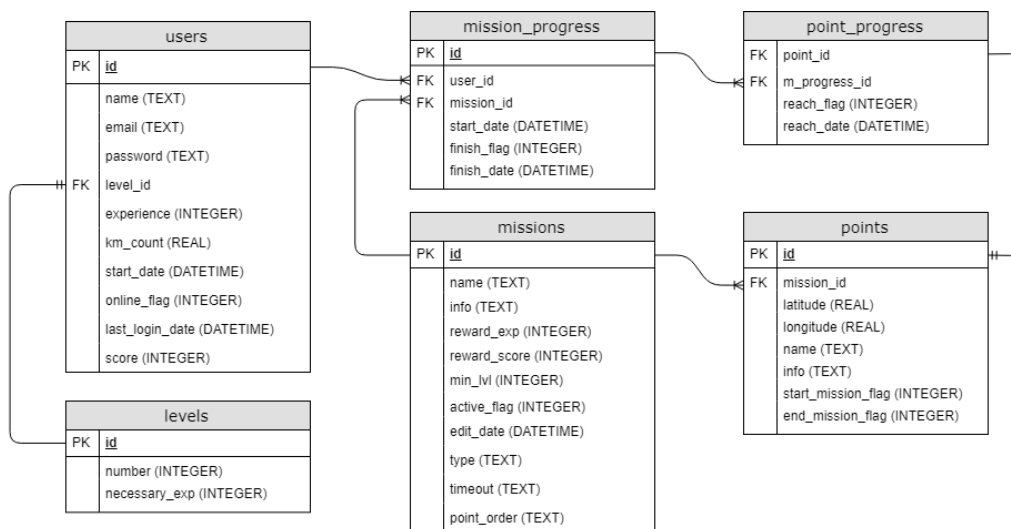 users
PK id
name (TEXT)
email (TEXT)
password (TEXT)
FK level_id
experience (INTEGER)
km_count (REAL)
start_date (DATETIME)
online_flag (INTEGER)
last_login_date (DATETIME)
score (INTEGER)
levels
PK id
number (INTEGER)
necessary_exp (INTEGER)
mission_progress
PK id
FK user_id
FK mission_id
start_date (DATETIME)
finish_flag (INTEGER)
finish_date (DATETIME)
missions
PK id
name (TEXT)
info (TEXT)
reward_exp (INTEGER)
reward_score (INTEGER)
min_lvl (INTEGER)
active_flag (INTEGER)
edit_date (DATETIME)
type (TEXT)
timeout (TEXT)
point_order (TEXT)
point_progress
FK point_id
FK m_progress_id
reach_flag (INTEGER)
reach_date (DATETIME)
points
PK id
FK mission_id
latitude (REAL)
longitude (REAL)
name (TEXT)
info (TEXT)
start_mission_flag (INTEGER)
end_mission_flag (INTEGER)